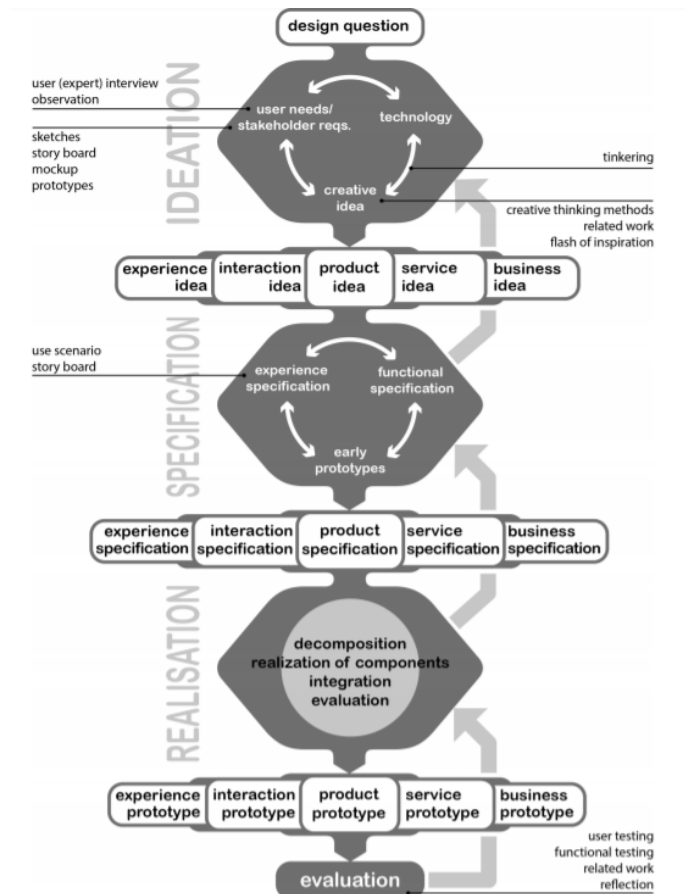 design question
IDEATION
user (expert) interview
observation
sketches
story board
mockup
prototypes
user needs/
stakeholder reqs.
technology
creative
idea
tinkering
creative thinking methods
related work
flash of inspiration
experience
idea
interaction
idea
product
idea
service
idea
business
idea
SPECIFICATION
use scenario
story board
experience
specification
functional
specification
early
prototypes
experience
specification
interaction
specification
product
specification
service
specification
business
specification
REALISATION
decomposition
realization of components
integration
evaluation
experience
prototype
interaction
prototype
product
prototype
service
prototype
business
prototype
evaluation
user testing
functional testing
related work
reflection